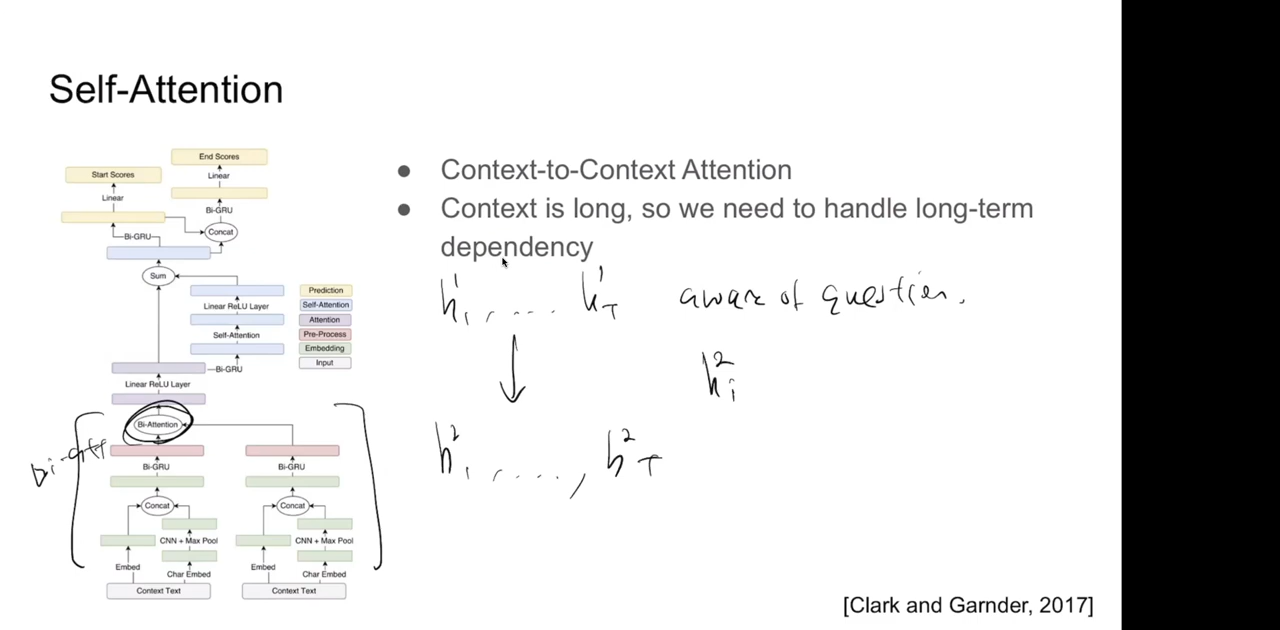 Self-Attention
● Context-to-Context Attention
● Context is long, so we need to handle long-term
dependency
End Scores
Start Scores
Linear
Linear
Bi-GRU
Bi-GRU
Concat
Sum
Prediction
Linear ReLU Layer
Self-Attention
Attention
Self-Attention
Pre-Process
Embedding
Input
Bi-GRU
Linear ReLU Layer
Bi-Attention
Bi-GRU
Bi-GRU
Concat
Concat
CNN + Max Pool
CNN + Max Pool
Embed
Char Embed
Embed
Char Embed
Context Text
Context Text
bi-att
h¹₁, .... h¹_T aware of question.
h²ᵢ
h²₁, ...., h²_T
[Clark and Garnder, 2017]